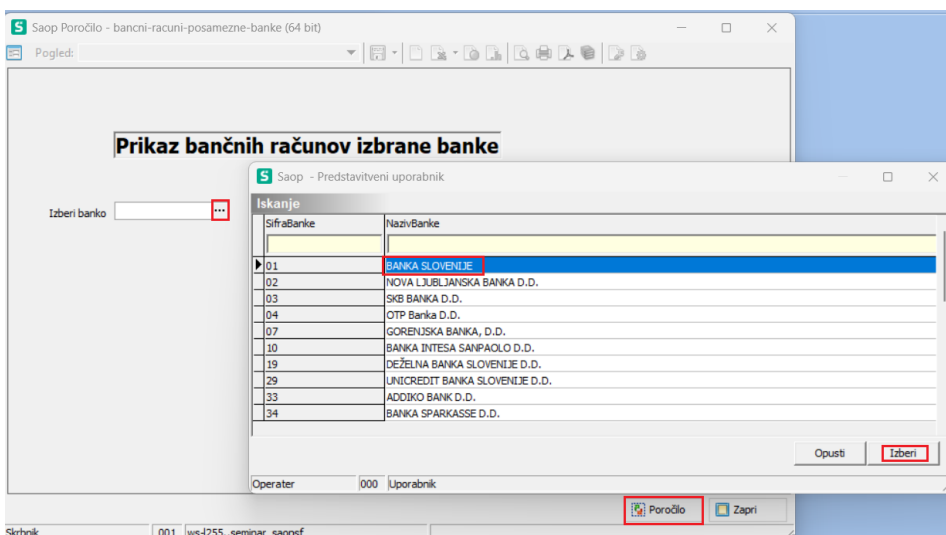 S Saop Poročilo - bancni-racuni-posamezne-banke (64 bit)
Pogled:
Prikaz bančnih računov izbrane banke
Izberi banko ...
S Saop - Predstavitveni uporabnik
Iskanje
SifraBanke NazivBanke
01 BANKA SLOVENIJE
02 NOVA LJUBLJANSKA BANKA D.D.
03 SKB BANKA D.D.
04 OTP Banka D.D.
07 GORENJSKA BANKA, D.D.
10 BANKA INTESA SANPAOLO D.D.
19 DEŽELNA BANKA SLOVENIJE D.D.
29 UNICREDIT BANKA SLOVENIJE D.D.
33 ADDIKO BANK D.D.
34 BANKA SPARKASSE D.D.
Opusti Izberi
Operater 000 Uporabnik
Poročilo Zapri
Skrbnik 001 ws-l255,,seminar_saopsf